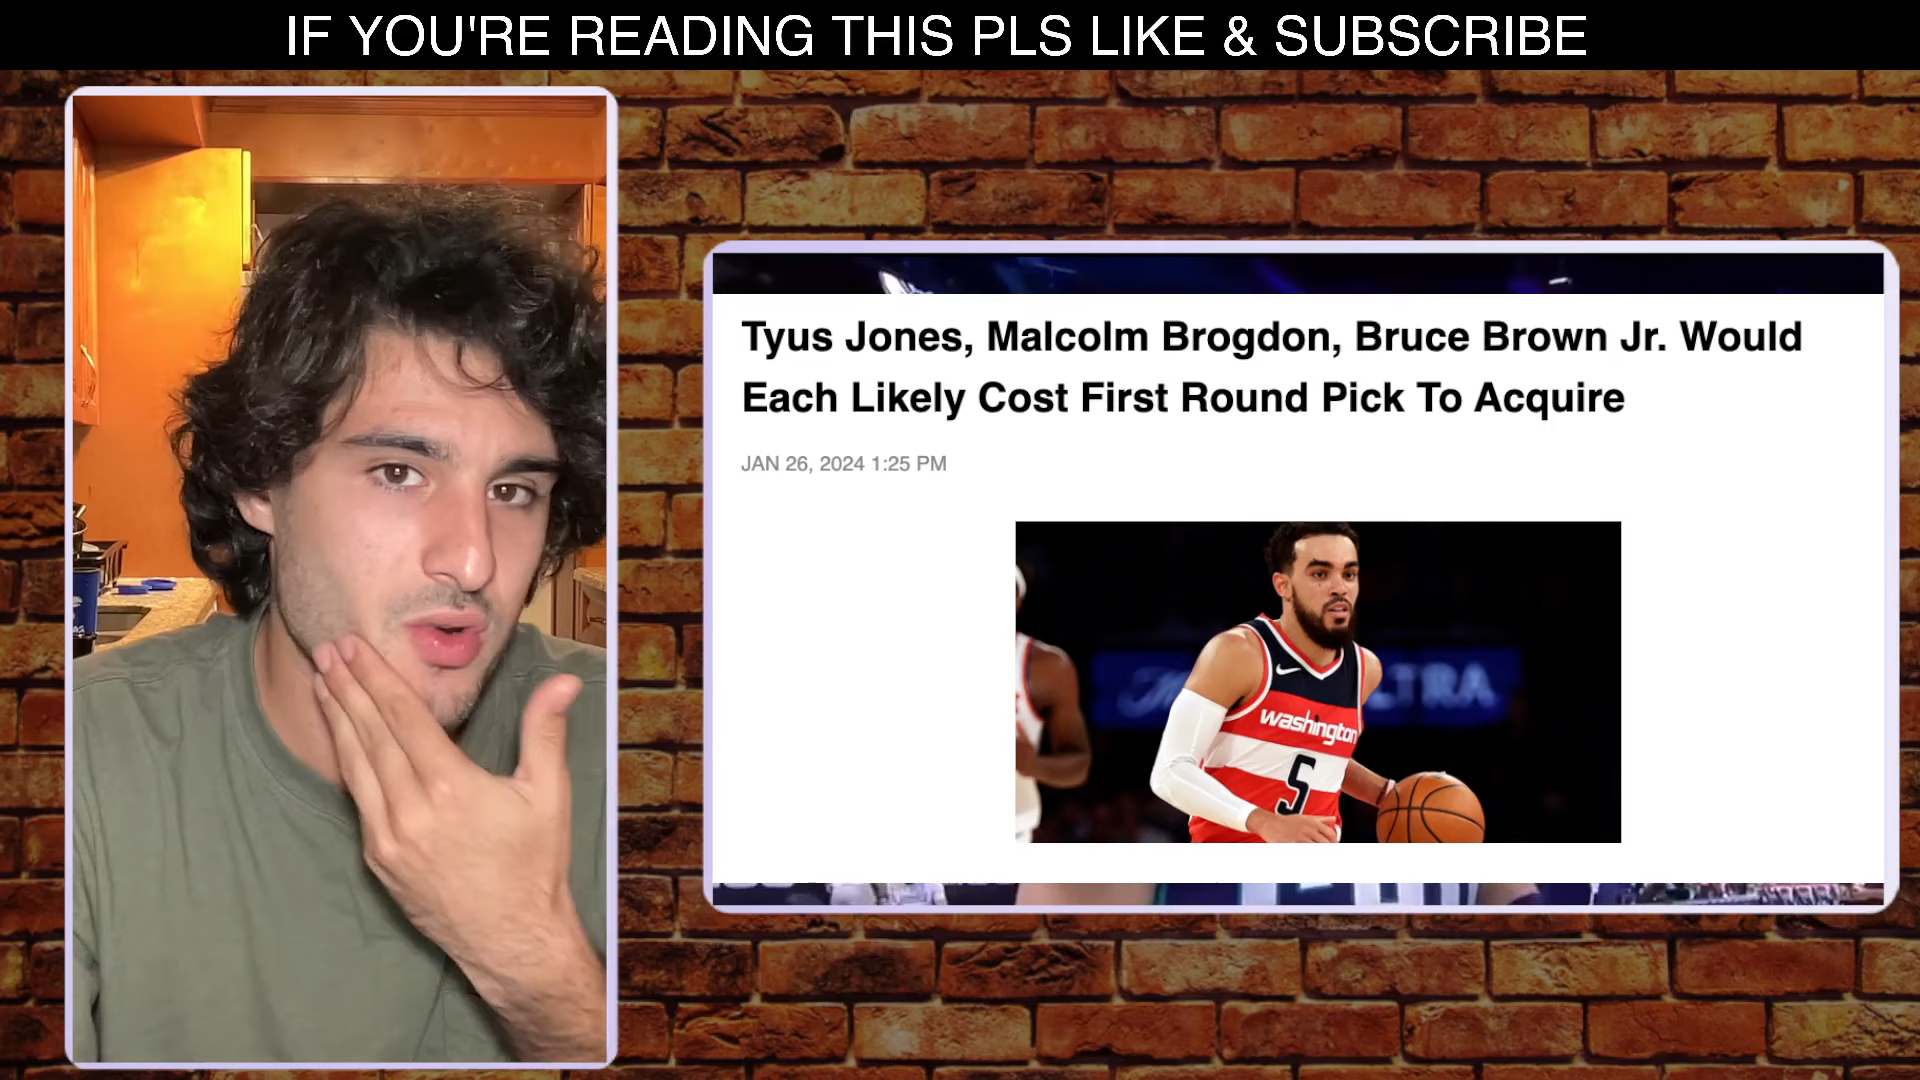 IF YOU'RE READING THIS PLS LIKE & SUBSCRIBE
Tyus Jones, Malcolm Brogdon, Bruce Brown Jr. Would
Each Likely Cost First Round Pick To Acquire
JAN 26, 2024 1:25 PM
washington
5